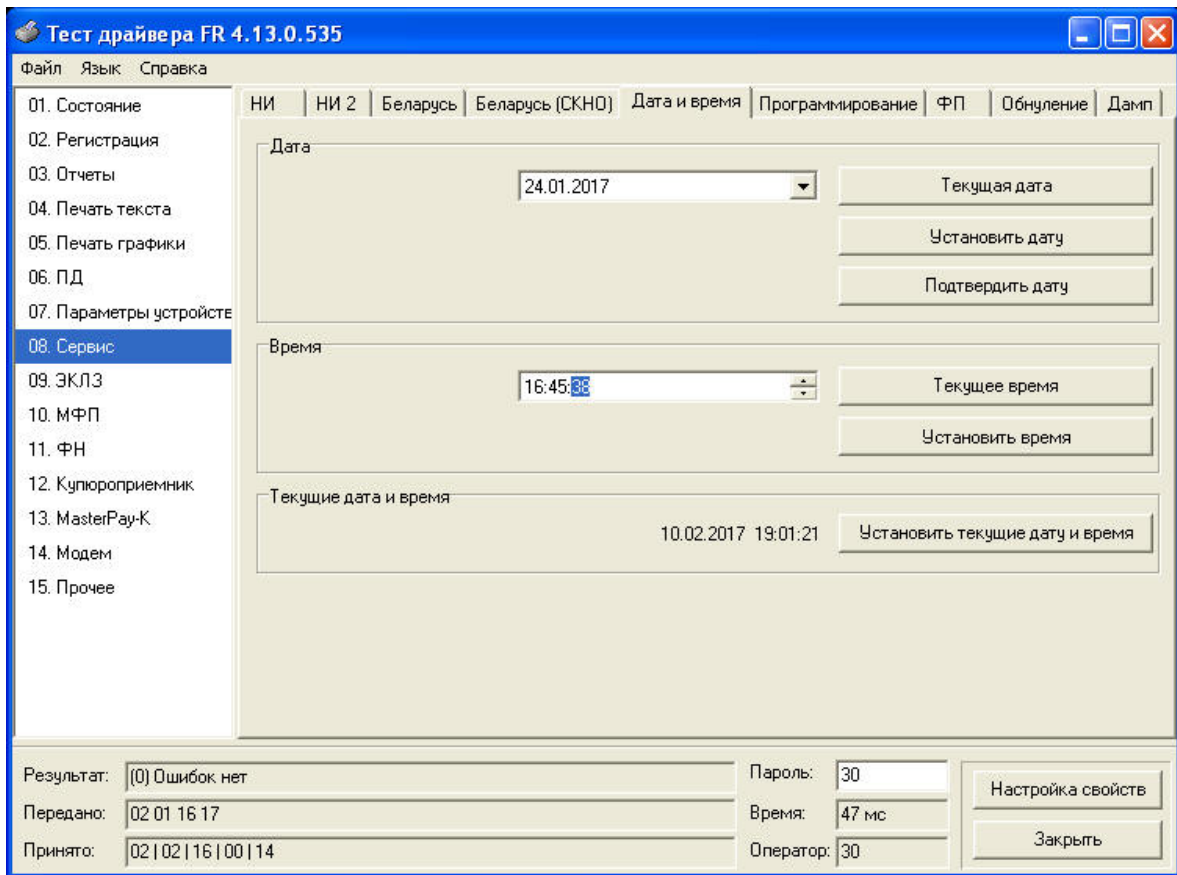 Тест драйвера FR 4.13.0.535
Файл Язык Справка
01. Состояние
02. Регистрация
03. Отчеты
04. Печать текста
05. Печать графики
06. ПД
07. Параметры устройств
08. Сервис
09. ЭКЛЗ
10. МФП
11. ФН
12. Купюроприемник
13. MasterPay-K
14. Модем
15. Прочее
НИ НИ 2 Беларусь Беларусь (СКНО) Дата и время Программирование ФП Обнуление Дамп
Дата
24.01.2017 Текущая дата
Установить дату
Подтвердить дату
Время
16:45:38 Текущее время
Установить время
Текущие дата и время
10.02.2017 19:01:21 Установить текущие дату и время
Результат: (0) Ошибок нет Пароль: 30 Настройка свойств
Передано: 02 01 16 17 Время: 47 мс
Принято: 02|02|16|00|14 Оператор: 30 Закрыть